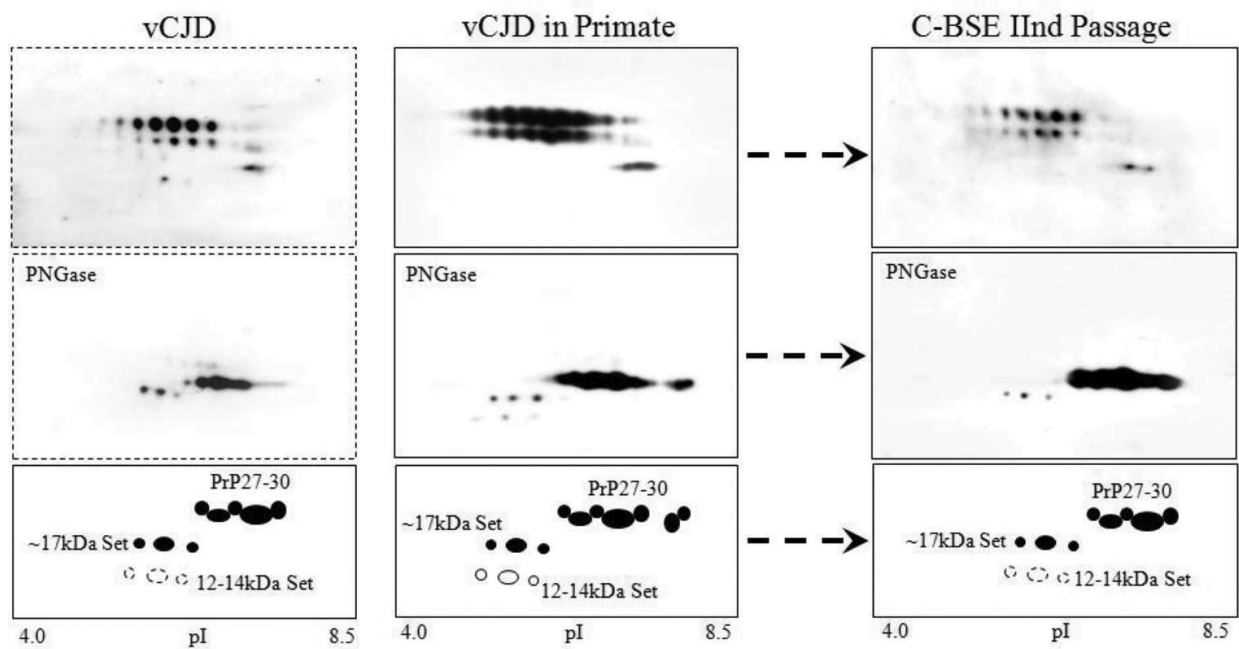 vCJD
vCJD in Primate
C-BSE IInd Passage
PNGase
PNGase
PNGase
PrP27-30
~17kDa Set
12-14kDa Set
PrP27-30
~17kDa Set
12-14kDa Set
PrP27-30
~17kDa Set
12-14kDa Set
4.0 pI 8.5
4.0 pI 8.5
4.0 pI 8.5